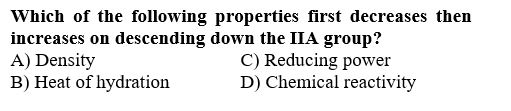 Which of the following properties first decreases then
increases on descending down the IIA group?
A) Density C) Reducing power
B) Heat of hydration D) Chemical reactivity